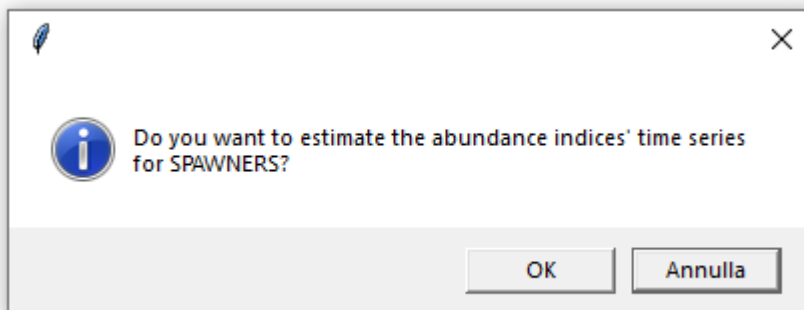 Do you want to estimate the abundance indices' time series
for SPAWNERS?
OK
Annulla